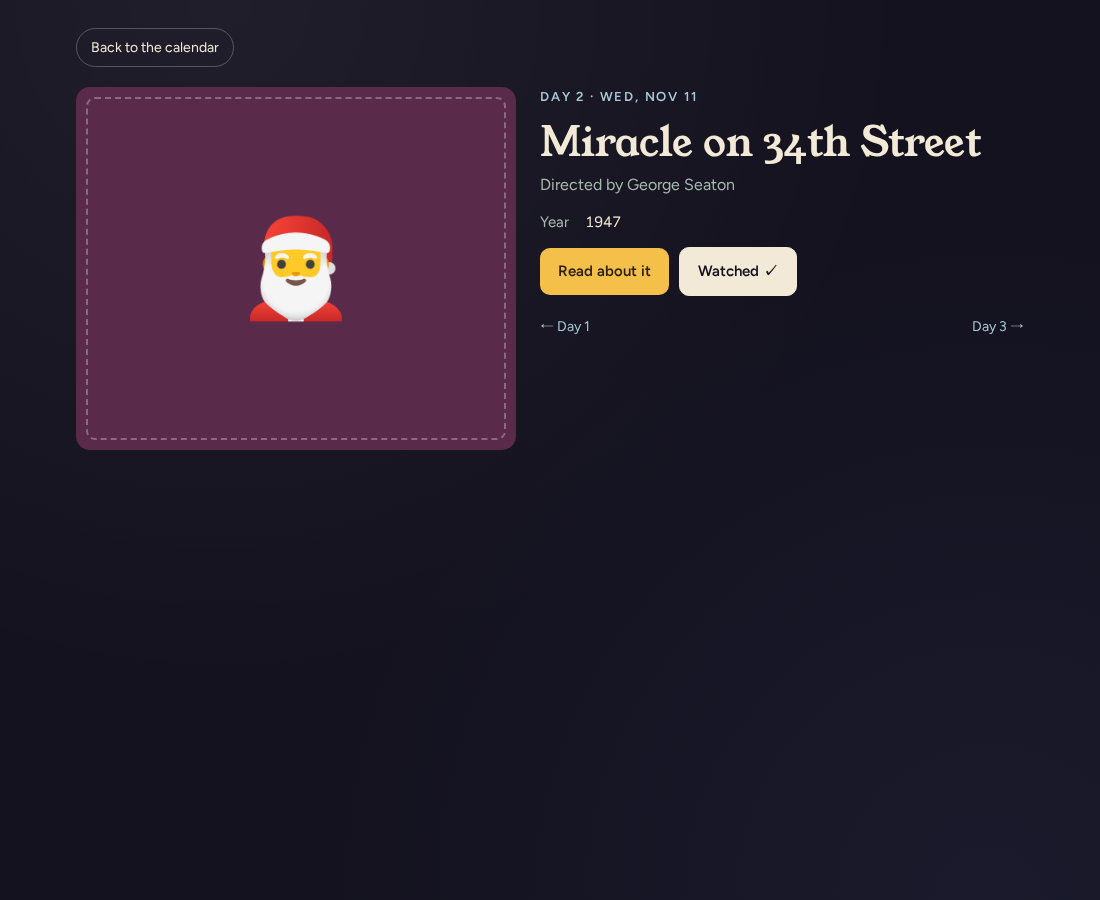 Back to the calendar
DAY 2 · WED, NOV 11
Miracle on 34th Street
Directed by George Seaton
Year 1947
Read about it Watched ✓
← Day 1 Day 3 →